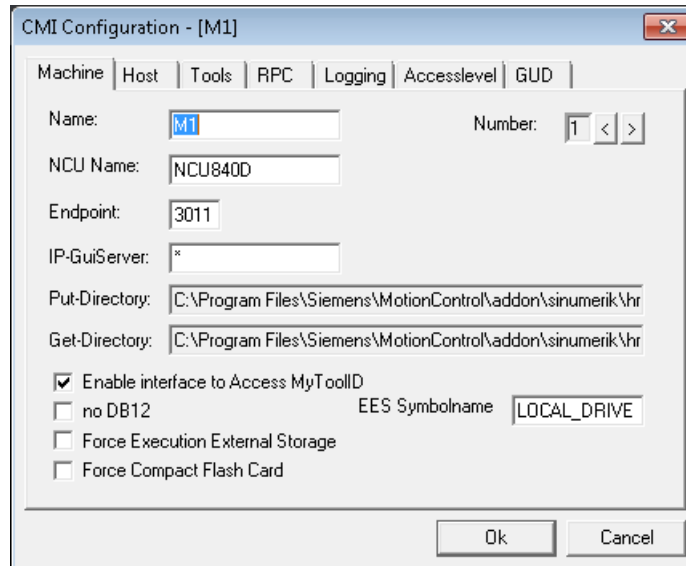 CMI Configuration - [M1]
Machine Host Tools RPC Logging Accesslevel GUD
Name: M1 Number: 1 < >
NCU Name: NCU840D
Endpoint: 3011
IP-GuiServer: *
Put-Directory: C:\Program Files\Siemens\MotionControl\addon\sinumerik\hr
Get-Directory: C:\Program Files\Siemens\MotionControl\addon\sinumerik\hr
Enable interface to Access MyToolID
no DB12 EES Symbolname LOCAL_DRIVE
Force Execution External Storage
Force Compact Flash Card
Ok Cancel